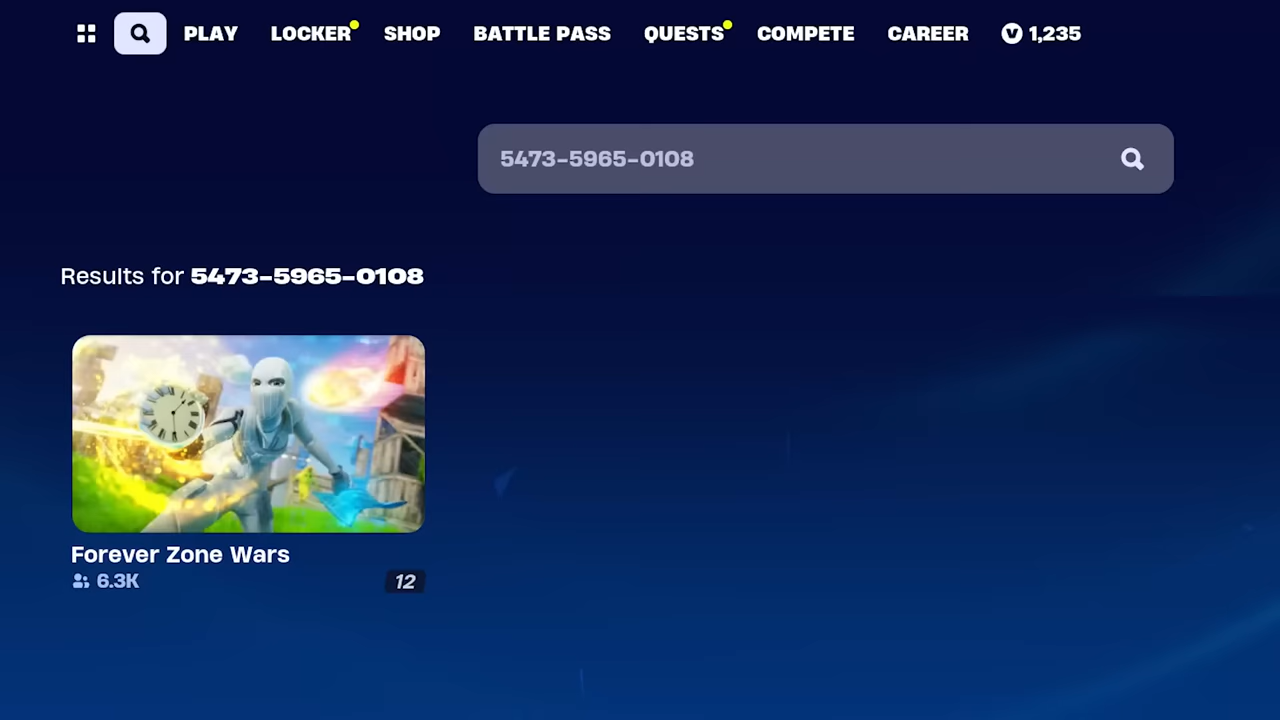 PLAY LOCKER SHOP BATTLE PASS QUESTS COMPETE CAREER V 1,235
5473-5965-0108
Results for 5473-5965-0108
Forever Zone Wars
6.3K 12